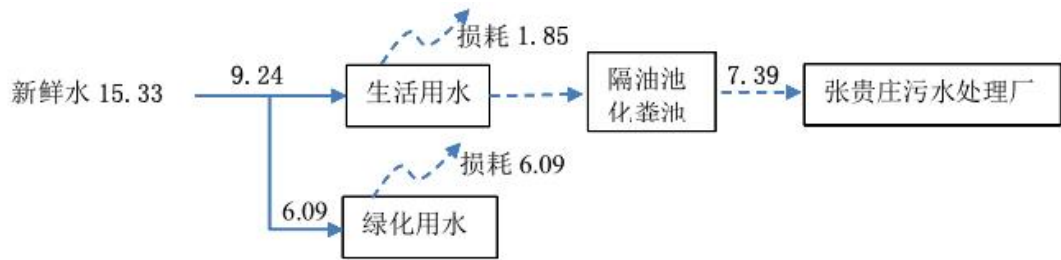 损耗 1.85
新鲜水 15.33
9.24
生活用水
隔油池
化粪池
7.39
张贵庄污水处理厂
损耗 6.09
6.09
绿化用水